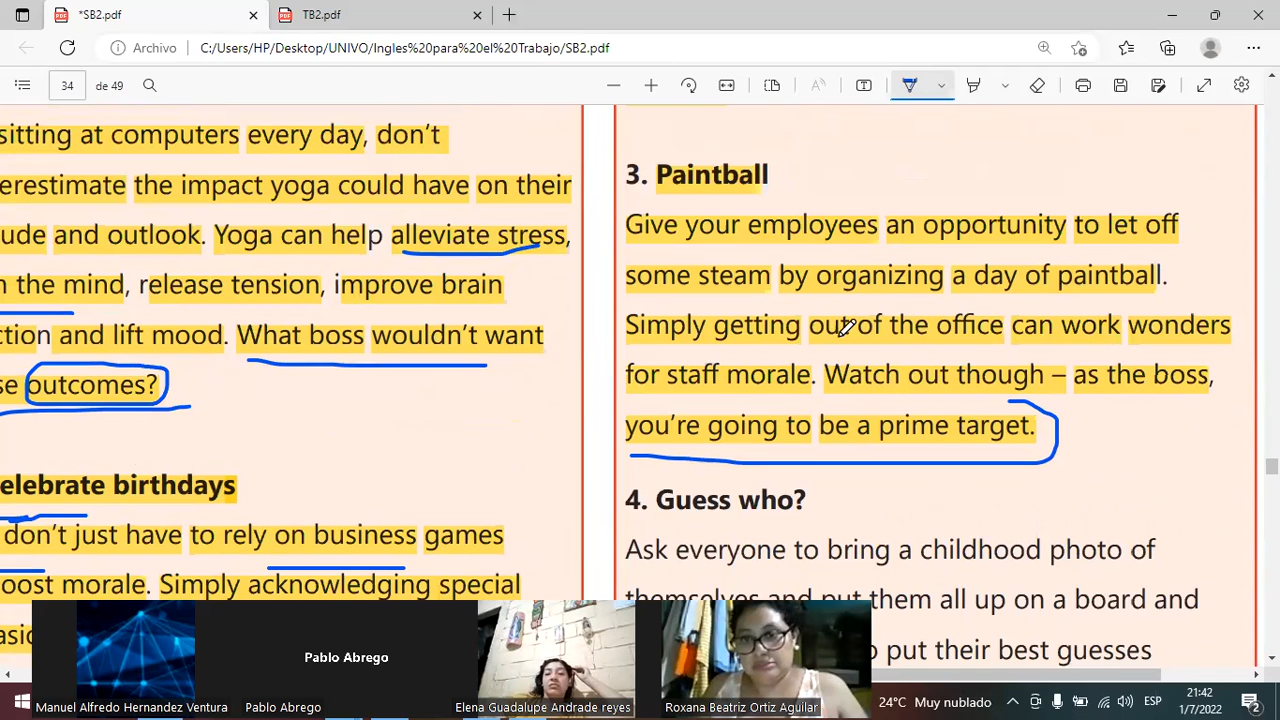 *SB2.pdf
TB2.pdf
Archivo
C:/Users/HP/Desktop/UNIVO/Ingles%20para%20el%20Trabajo/SB2.pdf
34
de 49
sitting at computers every day, don't
erestimate the impact yoga could have on their
ude and outlook. Yoga can help alleviate stress,
n the mind, release tension, improve brain
ction and lift mood. What boss wouldn't want
se outcomes?
elebrate birthdays
don't just have to rely on business games
oost morale. Simply acknowledging special
asic
3. Paintball
Give your employees an opportunity to let off
some steam by organizing a day of paintball.
Simply getting out of the office can work wonders
for staff morale. Watch out though – as the boss,
you're going to be a prime target.
4. Guess who?
Ask everyone to bring a childhood photo of
themselves and put them all up on a board and
put their best guesses
Pablo Abrego
Manuel Alfredo Hernandez Ventura
Pablo Abrego
Elena Guadalupe Andrade reyes
Roxana Beatriz Ortiz Aguilar
24°C Muy nublado
ESP
21:42
1/7/2022
2